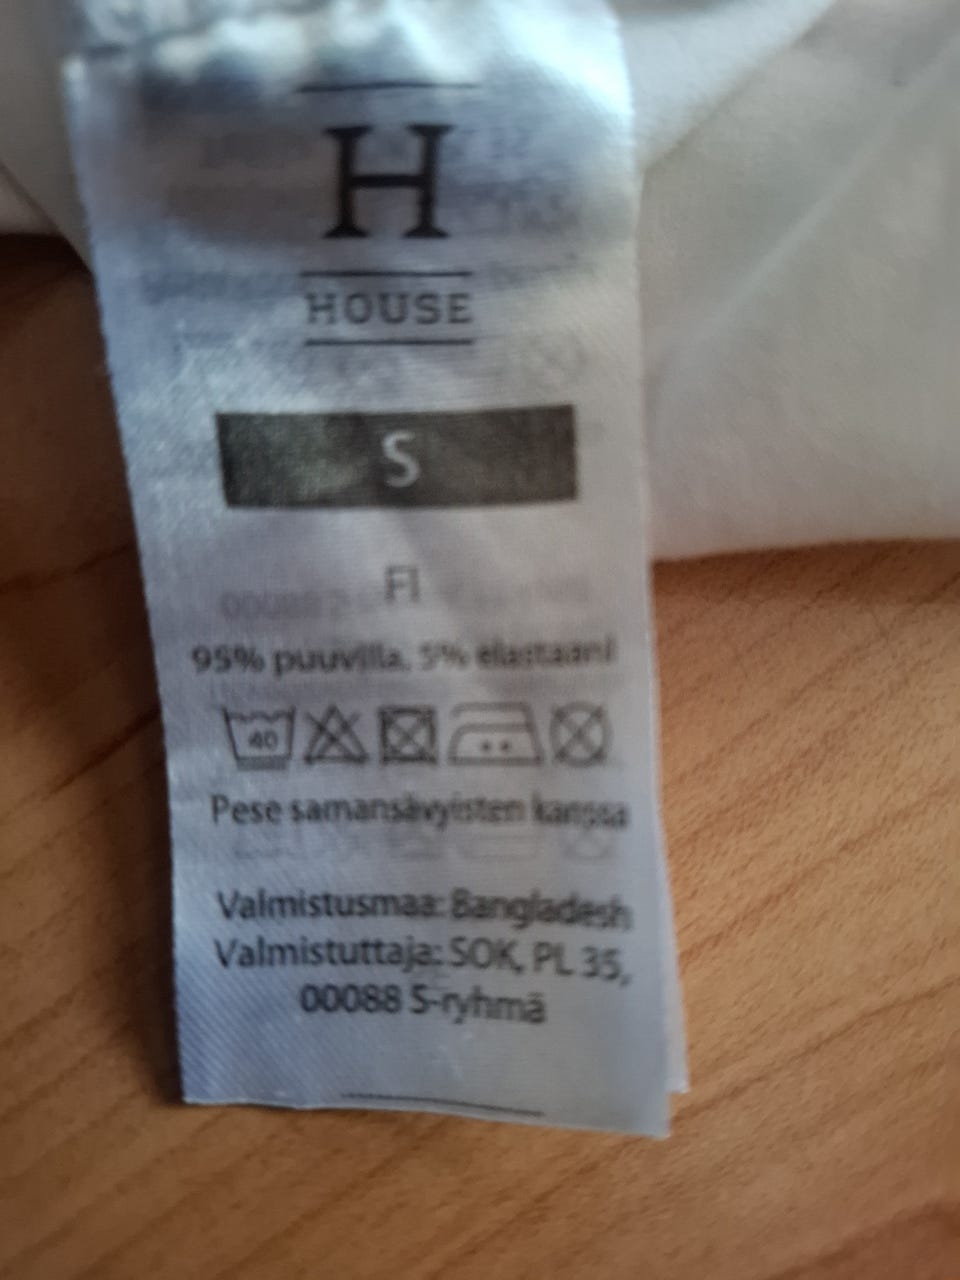 H
HOUSE
S
FI
95% puuvilla, 5% elastaani
40
Pese samansävyisten kanssa
Valmistusmaa: Bangladesh
Valmistuttaja: SOK, PL 35,
00088 S-ryhmä